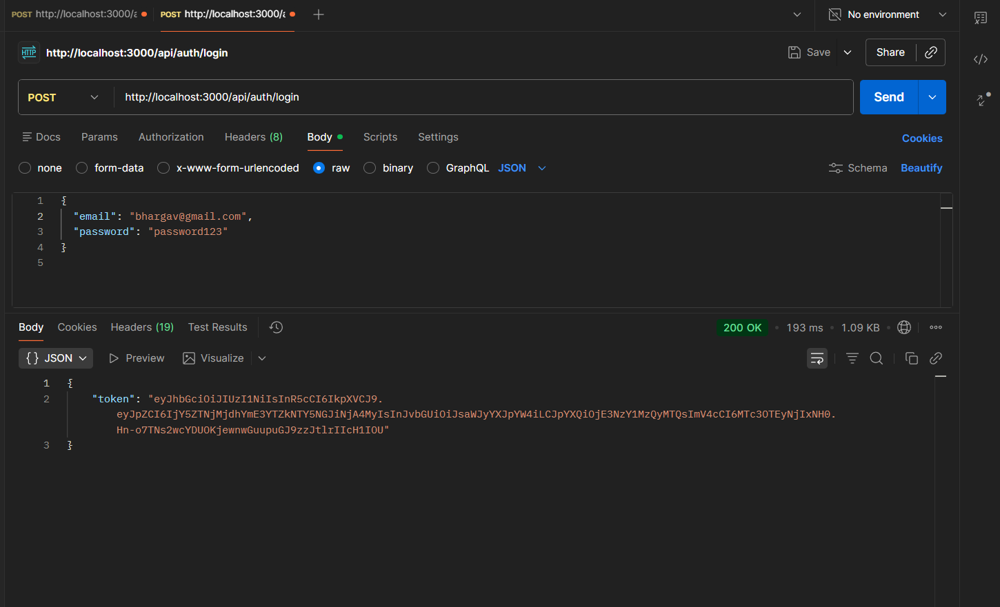 POST http://localhost:3000/a POST http://localhost:3000/a No environment
HTTP http://localhost:3000/api/auth/login Save Share
POST http://localhost:3000/api/auth/login Send
Docs Params Authorization Headers (8) Body Scripts Settings Cookies
none form-data x-www-form-urlencoded raw binary GraphQL JSON Schema Beautify
1 {
2 "email": "bhargav@gmail.com",
3 "password": "password123"
4 }
5
Body Cookies Headers (19) Test Results 200 OK • 193 ms • 1.09 KB •
{} JSON Preview Visualize
1 {
2 "token": "eyJhbGciOiJIUzI1NiIsInR5cCI6IkpXVCJ9.
eyJpZCI6IjY5ZTNjMjdhYmE3YTZkNTY5NGJiNjA4MyIsInJvbGUiOiJsaWJyYXJpYW4iLCJpYXQiOjE3NzY1MzQyMTQsImV4cCI6MTc3OTEyNjIxNH0.
Hn-o7TNs2wcYDUOKjewnwGuupuGJ9zzJtlrIIcH1IOU"
3 }